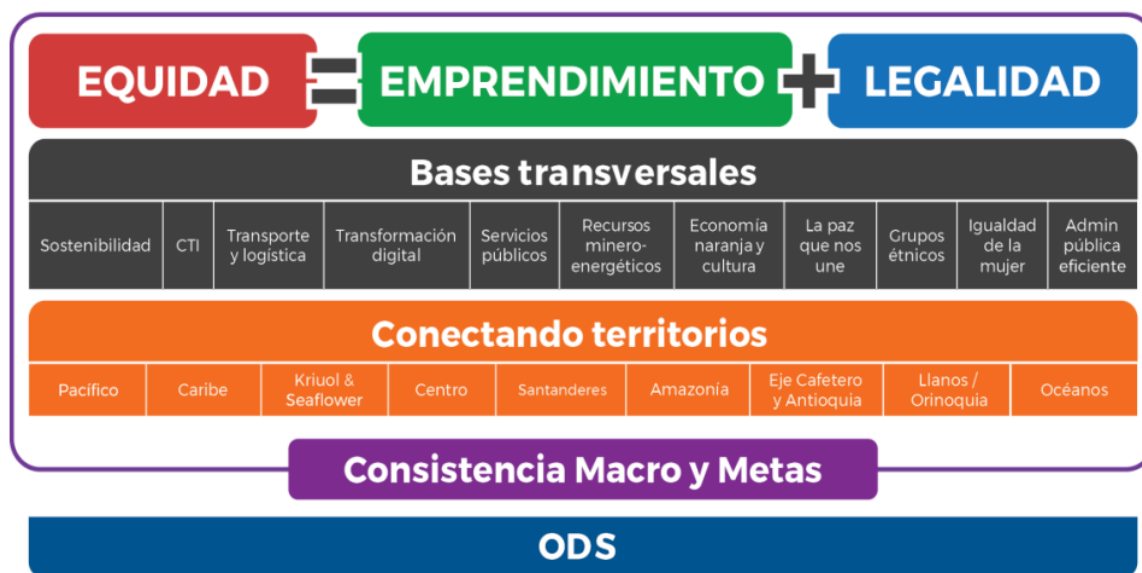 EQUIDAD = EMPRENDIMIENTO + LEGALIDAD
Bases transversales
Sostenibilidad
CTI
Transporte
y logística
Transformación
digital
Servicios
públicos
Recursos
minero-
energéticos
Economía
naranja y
cultura
La paz
que nos
une
Grupos
étnicos
Igualdad
de la
mujer
Admin
pública
eficiente
Conectando territorios
Pacífico
Caribe
Kriuol &
Seaflower
Centro
Santanderes
Amazonía
Eje Cafetero
y Antioquia
Llanos /
Orinoquia
Océanos
Consistencia Macro y Metas
ODS